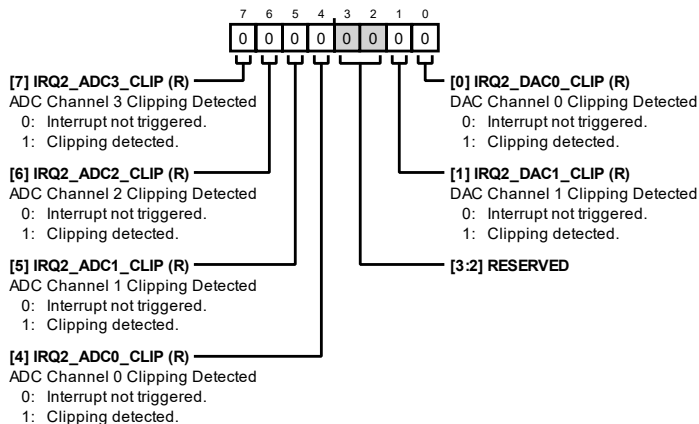 7 6 5 4 3 2 1 0
0 0 0 0 0 0 0 0
[7] IRQ2_ADC3_CLIP (R)
ADC Channel 3 Clipping Detected
0: Interrupt not triggered.
1: Clipping detected.
[6] IRQ2_ADC2_CLIP (R)
ADC Channel 2 Clipping Detected
0: Interrupt not triggered.
1: Clipping detected.
[5] IRQ2_ADC1_CLIP (R)
ADC Channel 1 Clipping Detected
0: Interrupt not triggered.
1: Clipping detected.
[4] IRQ2_ADC0_CLIP (R)
ADC Channel 0 Clipping Detected
0: Interrupt not triggered.
1: Clipping detected.
[0] IRQ2_DAC0_CLIP (R)
DAC Channel 0 Clipping Detected
0: Interrupt not triggered.
1: Clipping detected.
[1] IRQ2_DAC1_CLIP (R)
DAC Channel 1 Clipping Detected
0: Interrupt not triggered.
1: Clipping detected.
[3:2] RESERVED